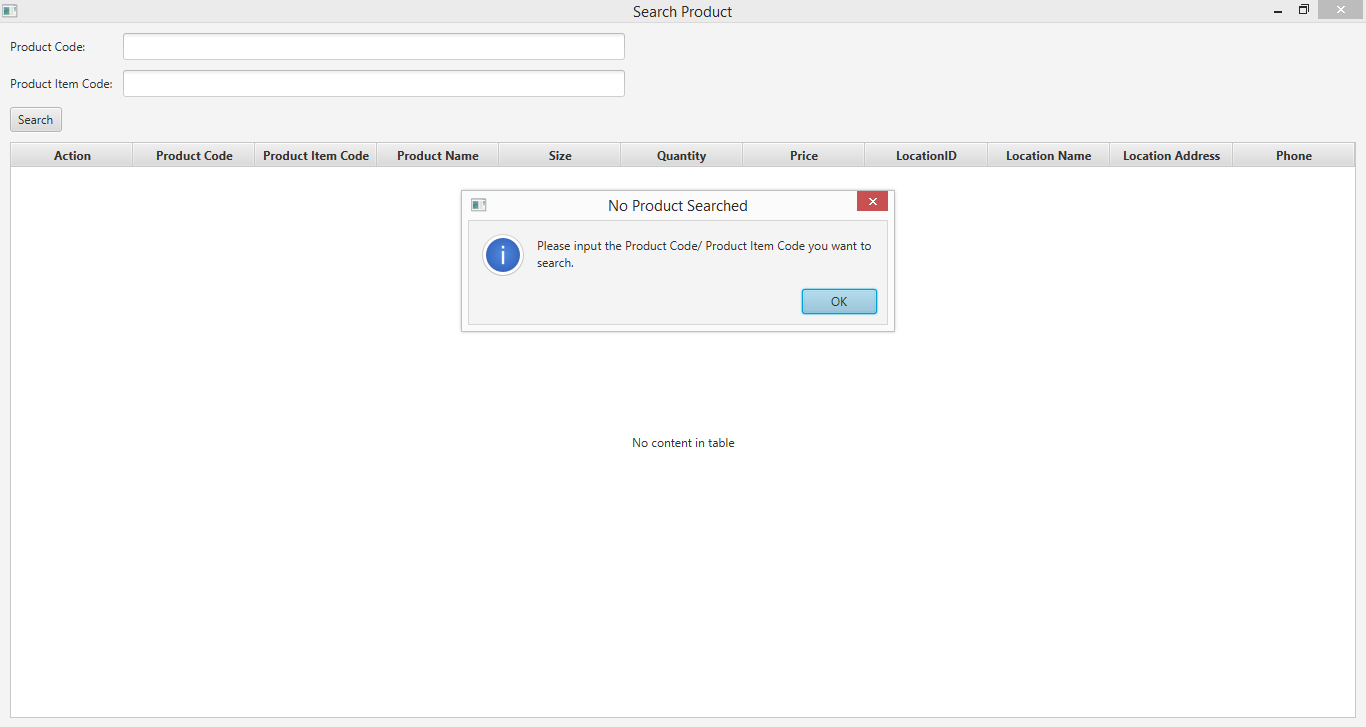 Search Product
Product Code:
Product Item Code:
Search
Action Product Code Product Item Code Product Name Size Quantity Price LocationID Location Name Location Address Phone
No Product Searched
Please input the Product Code/ Product Item Code you want to
search.
OK
No content in table